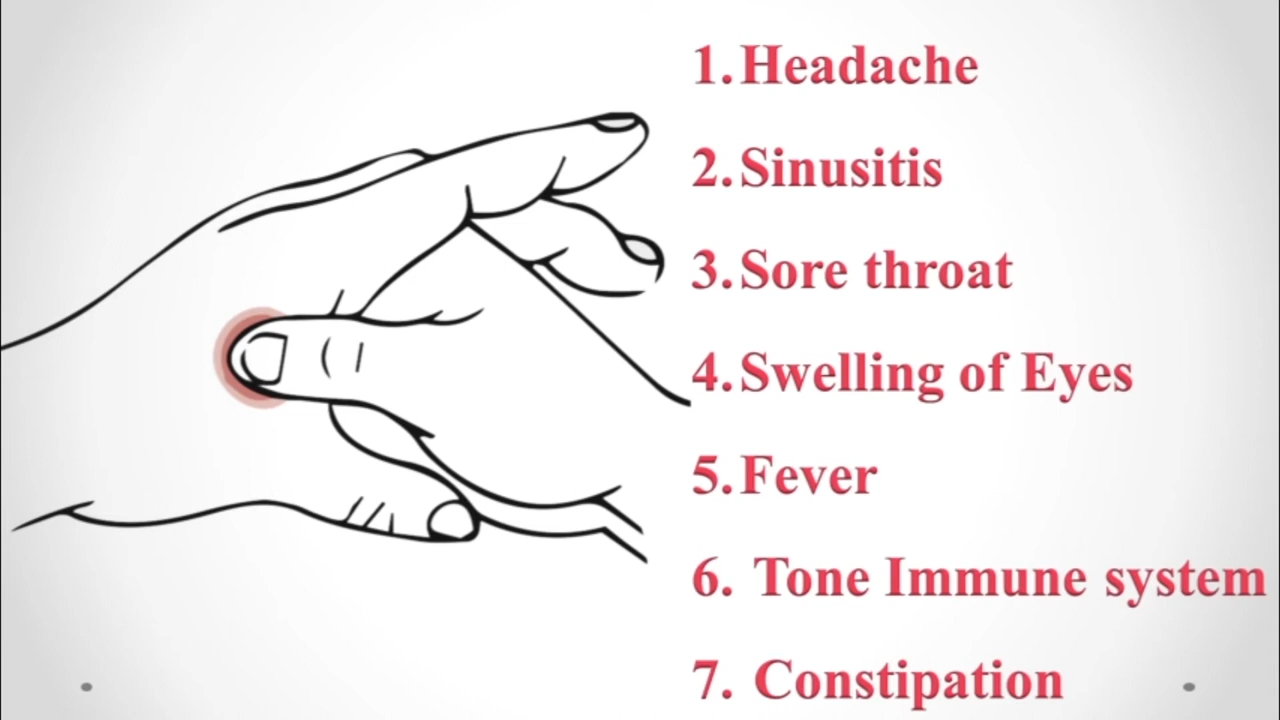 1. Headache
2. Sinusitis
3. Sore throat
4. Swelling of Eyes
5. Fever
6. Tone Immune system
7. Constipation